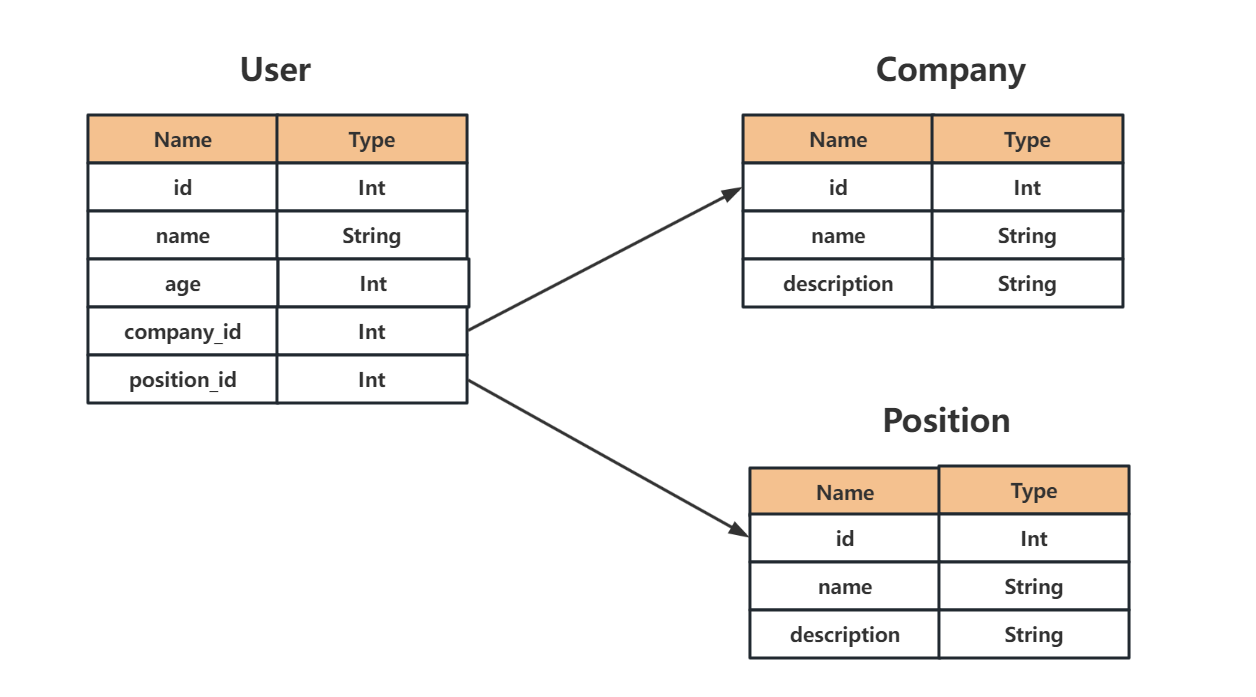 User
Name Type
id Int
name String
age Int
company_id Int
position_id Int
Company
Name Type
id Int
name String
description String
Position
Name Type
id Int
name String
description String